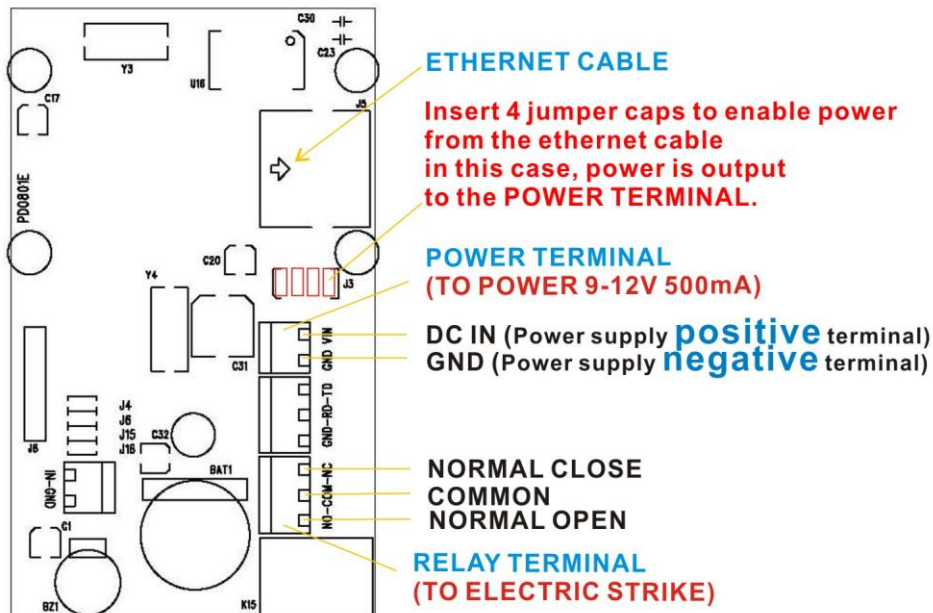 C30
C23
Y3
U16
C17
J5
PD0801E
C20
J3
Y4
C31
GND VIN
GND-RD-TD
J4
J6
J15
J16
C32
J8
IN-GND
BAT1
NO-COM-NC
C1
BZ1
K15
ETHERNET CABLE
Insert 4 jumper caps to enable power
from the ethernet cable
in this case, power is output
to the POWER TERMINAL.
POWER TERMINAL
(TO POWER 9-12V 500mA)
DC IN (Power supply positive terminal)
GND (Power supply negative terminal)
NORMAL CLOSE
COMMON
NORMAL OPEN
RELAY TERMINAL
(TO ELECTRIC STRIKE)